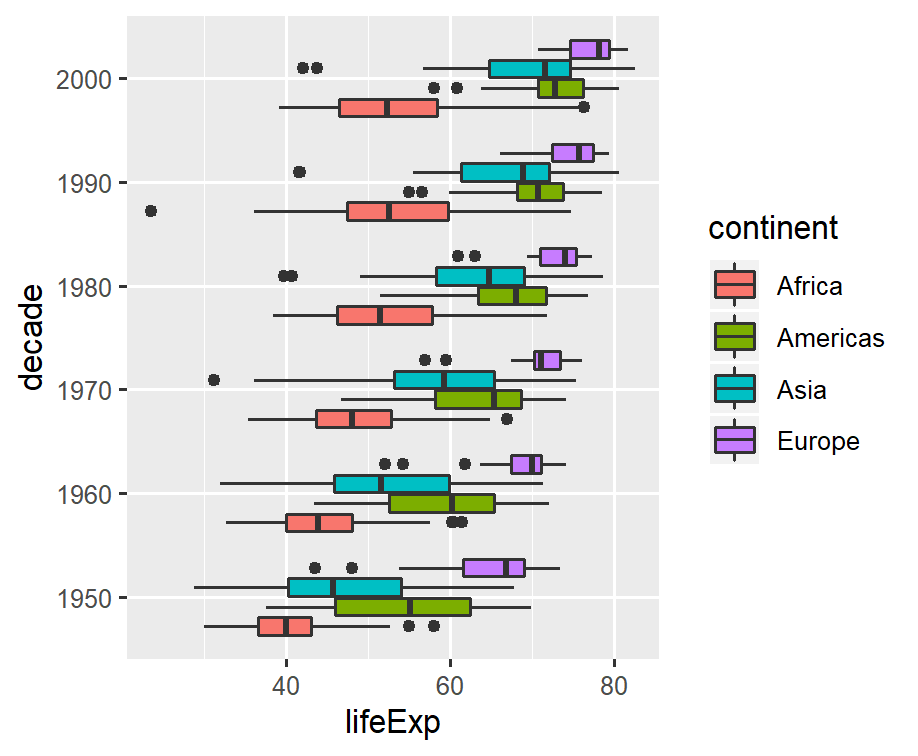 decade
2000
1990
1980
1970
1960
1950
40 60 80
lifeExp
continent
Africa
Americas
Asia
Europe